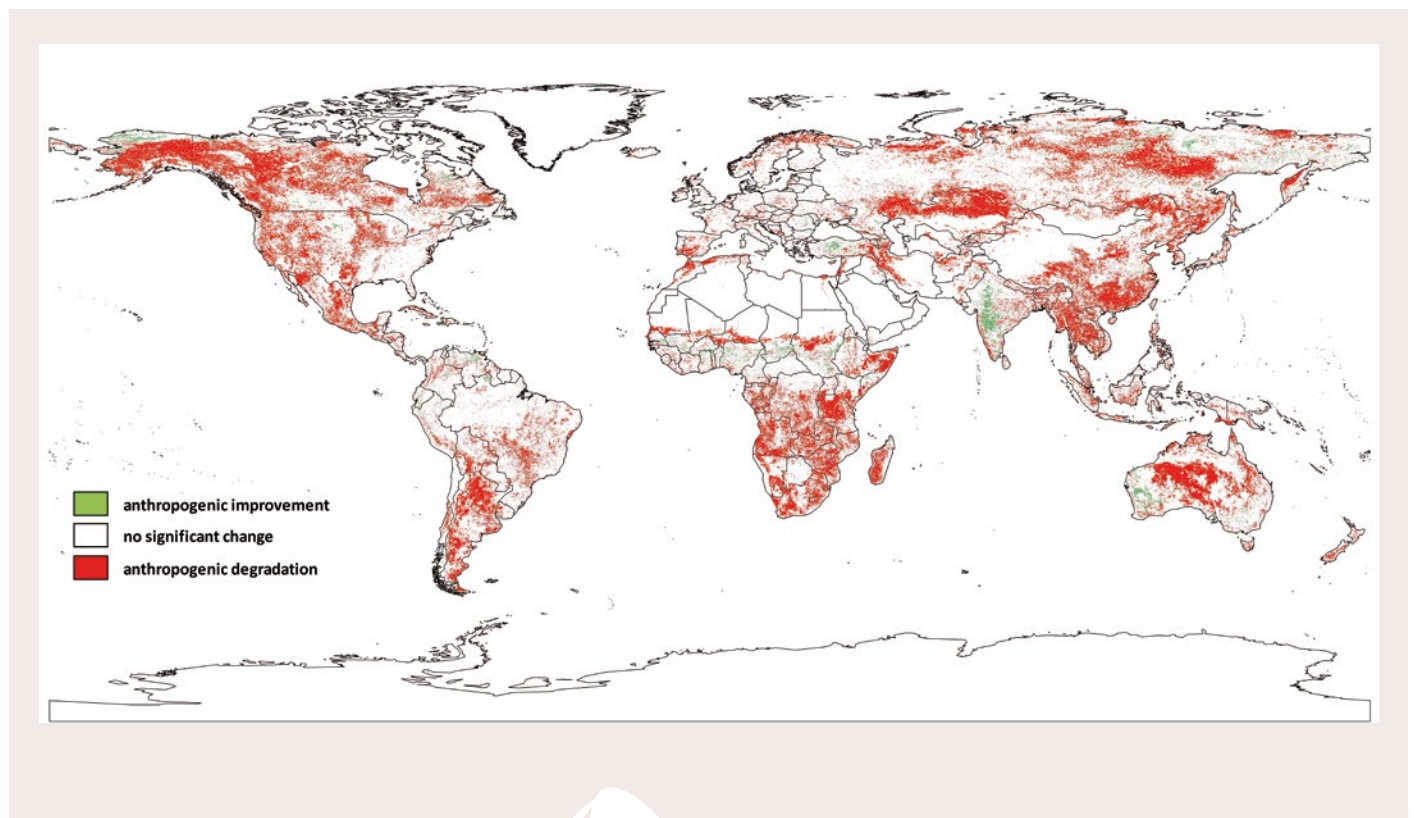 anthropogenic improvement
no significant change
anthropogenic degradation